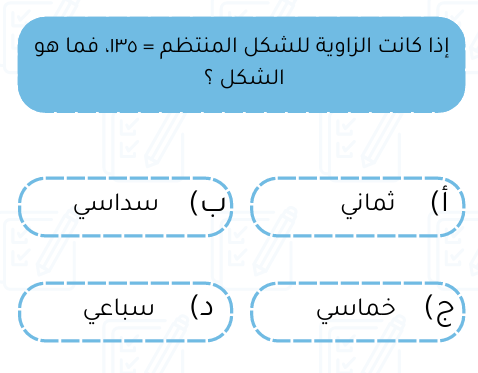 إذا كانت الزاوية للشكل المنتظم = ١٣٥، فما هو
الشكل ؟
أ) ثماني
ب) سداسي
ج) خماسي
د) سباعي